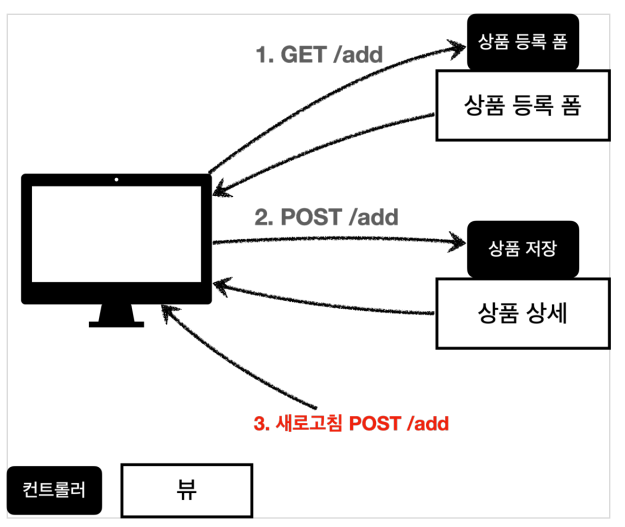 상품 등록 폼
1. GET /add
상품 등록 폼
2. POST /add
상품 저장
상품 상세
3. 새로고침 POST /add
컨트롤러
뷰